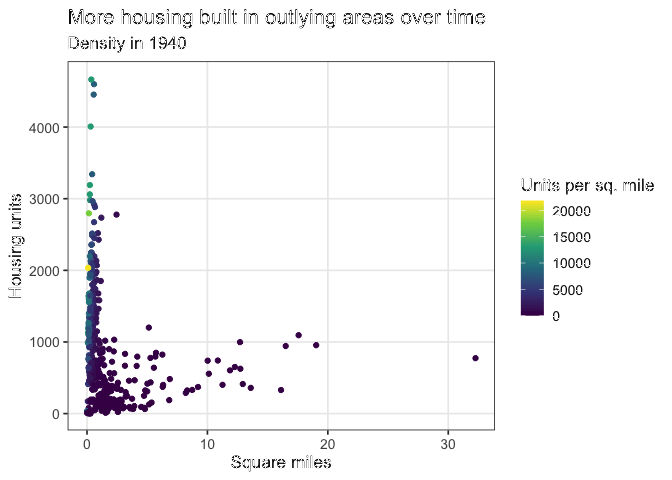 More housing built in outlying areas over time
Density in 1940
4000
3000
2000
1000
0
Housing units
0 10 20 30
Square miles
Units per sq. mile
20000
15000
10000
5000
0